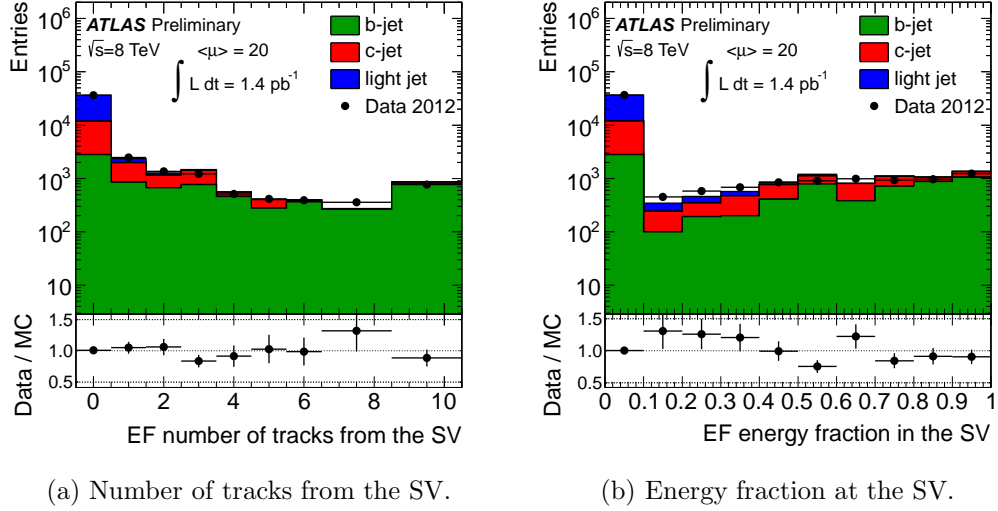 ATLAS Preliminary
√s=8 TeV <μ> = 20
∫ L dt = 1.4 pb⁻¹
b-jet
c-jet
light jet
Data 2012
Entries
10⁶
10⁵
10⁴
10³
10²
10
Data / MC
1.5
1.0
0.5
0 2 4 6 8 10
EF number of tracks from the SV
(a) Number of tracks from the SV.
ATLAS Preliminary
√s=8 TeV <μ> = 20
∫ L dt = 1.4 pb⁻¹
b-jet
c-jet
light jet
Data 2012
Entries
10⁶
10⁵
10⁴
10³
10²
10
Data / MC
1.5
1.0
0.5
0 0.1 0.2 0.3 0.4 0.5 0.6 0.7 0.8 0.9 1
EF energy fraction in the SV
(b) Energy fraction at the SV.